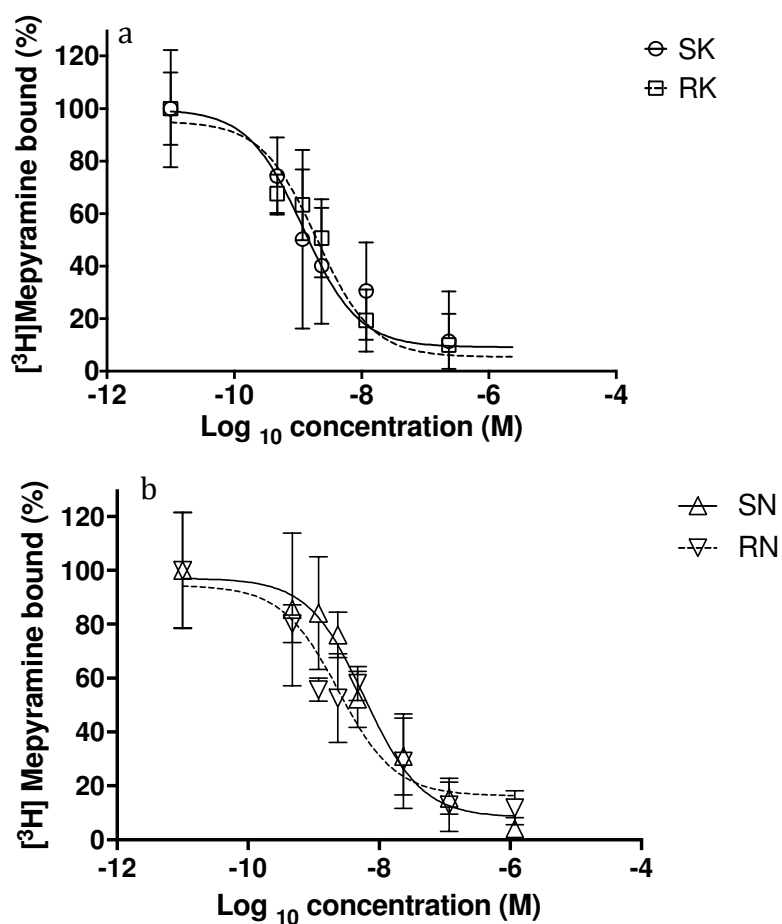 a
[³H]Mepyramine bound (%)
120
100
80
60
40
20
0
-12
-10
-8
-6
-4
Log 10 concentration (M)
SK
RK
b
[³H] Mepyramine bound (%)
120
100
80
60
40
20
0
-12
-10
-8
-6
-4
Log 10 concentration (M)
SN
RN